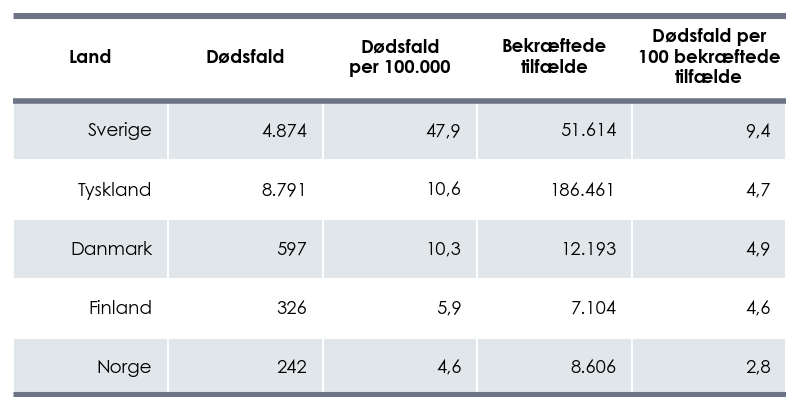 Land Dødsfald Dødsfald per 100.000 Bekræftede tilfælde Dødsfald per 100 bekræftede tilfælde
Sverige 4.874 47,9 51.614 9,4
Tyskland 8.791 10,6 186.461 4,7
Danmark 597 10,3 12.193 4,9
Finland 326 5,9 7.104 4,6
Norge 242 4,6 8.606 2,8